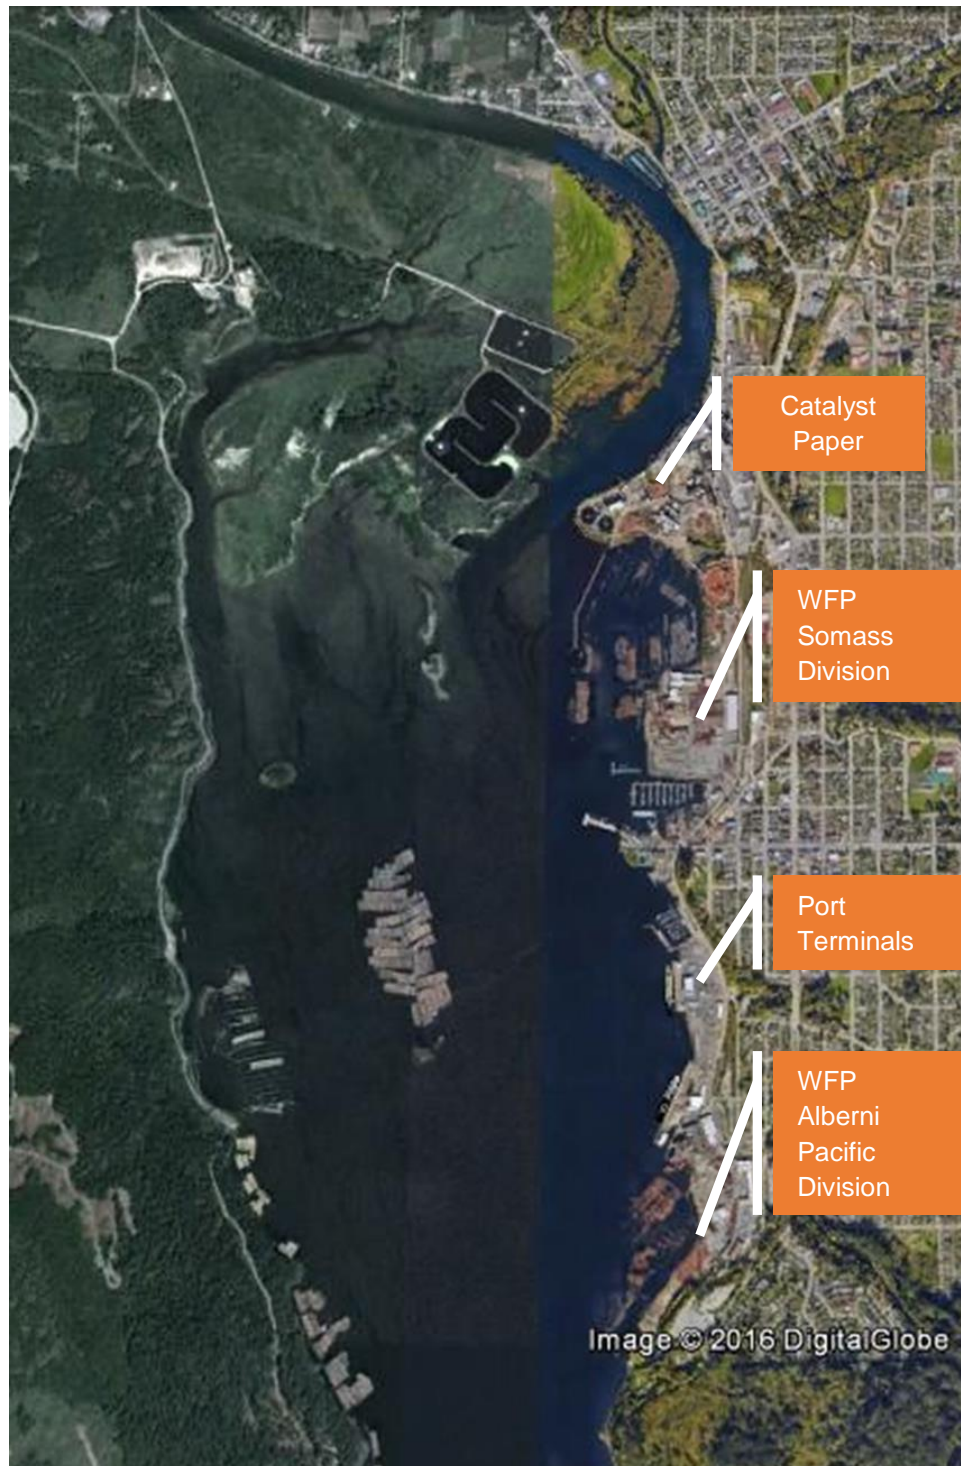 Catalyst
Paper
WFP
Somass
Division
Port
Terminals
WFP
Alberni
Pacific
Division
Image © 2016 DigitalGlobe